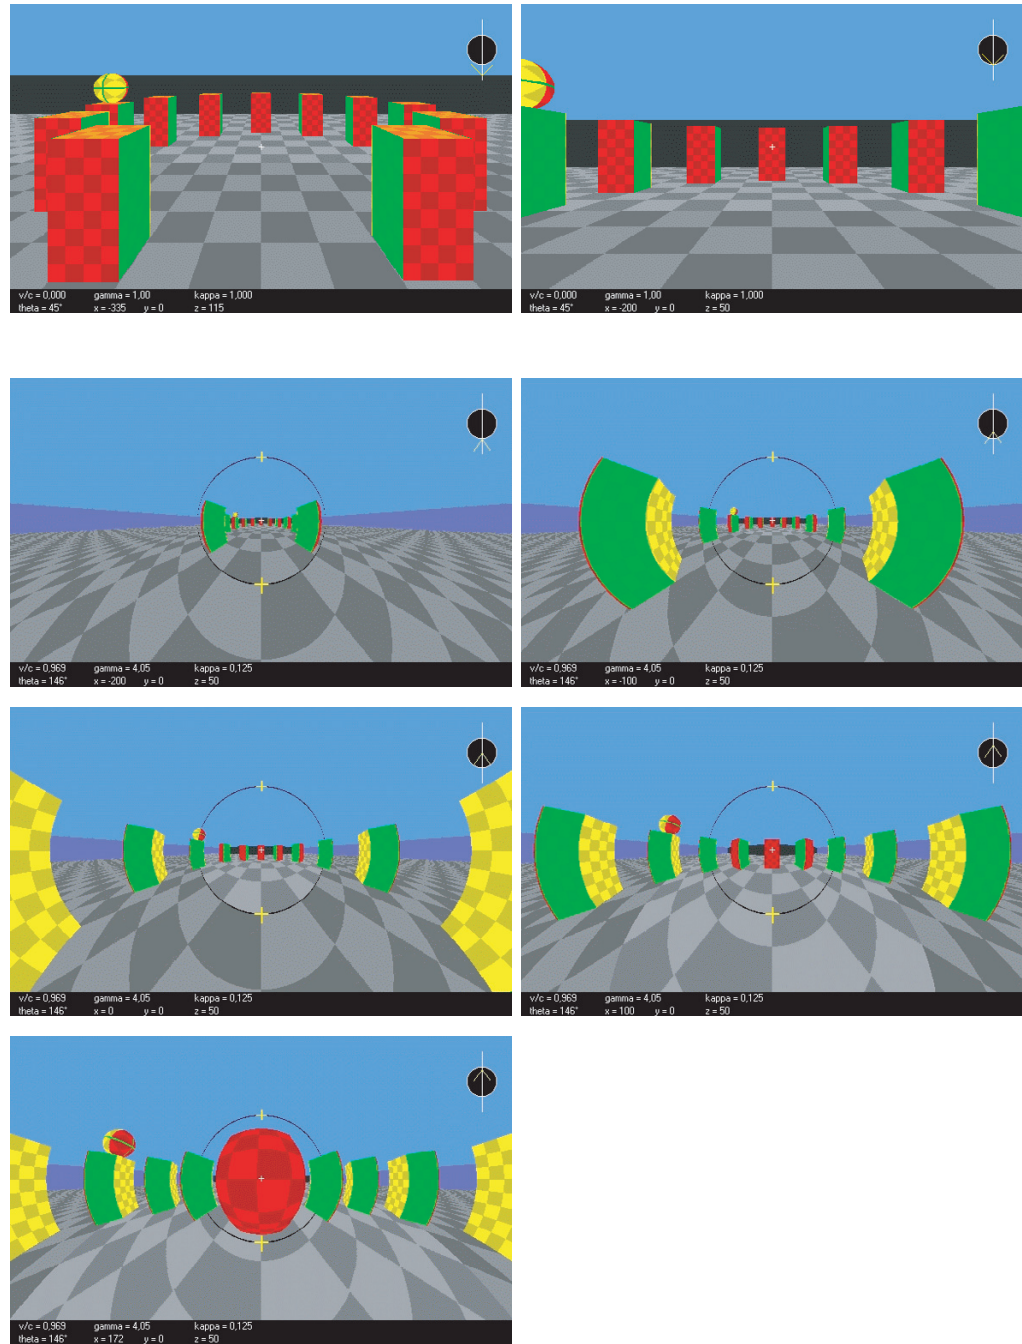 v/c = 0,000 gamma = 1,00 kappa = 1,000
theta = 45° x = -335 y = 0 z = 115
v/c = 0,000 gamma = 1,00 kappa = 1,000
theta = 45° x = -200 y = 0 z = 50
v/c = 0,969 gamma = 4,05 kappa = 0,125
theta = 146° x = -200 y = 0 z = 50
v/c = 0,969 gamma = 4,05 kappa = 0,125
theta = 146° x = -100 y = 0 z = 50
v/c = 0,969 gamma = 4,05 kappa = 0,125
theta = 146° x = 0 y = 0 z = 50
v/c = 0,969 gamma = 4,05 kappa = 0,125
theta = 146° x = 100 y = 0 z = 50
v/c = 0,969 gamma = 4,05 kappa = 0,125
theta = 146° x = 172 y = 0 z = 50